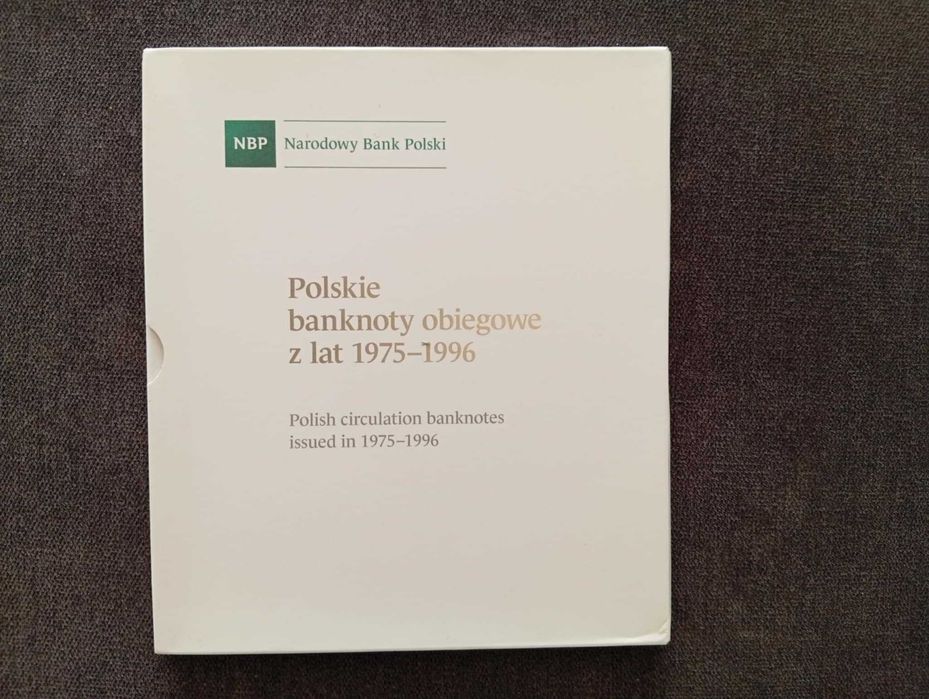 NBP Narodowy Bank Polski
Polskie
banknoty obiegowe
z lat 1975–1996
Polish circulation banknotes
issued in 1975–1996